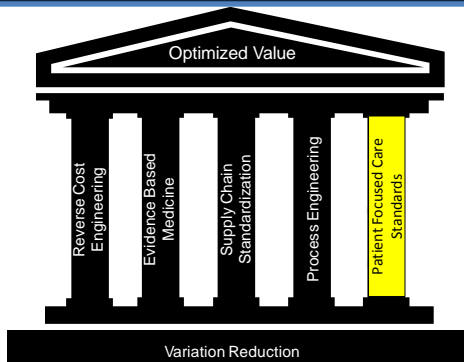 Optimized Value
Reverse Cost
Engineering
Evidence Based
Medicine
Supply Chain
Standardization
Process Engineering
Patient Focused Care
Standards
Variation Reduction